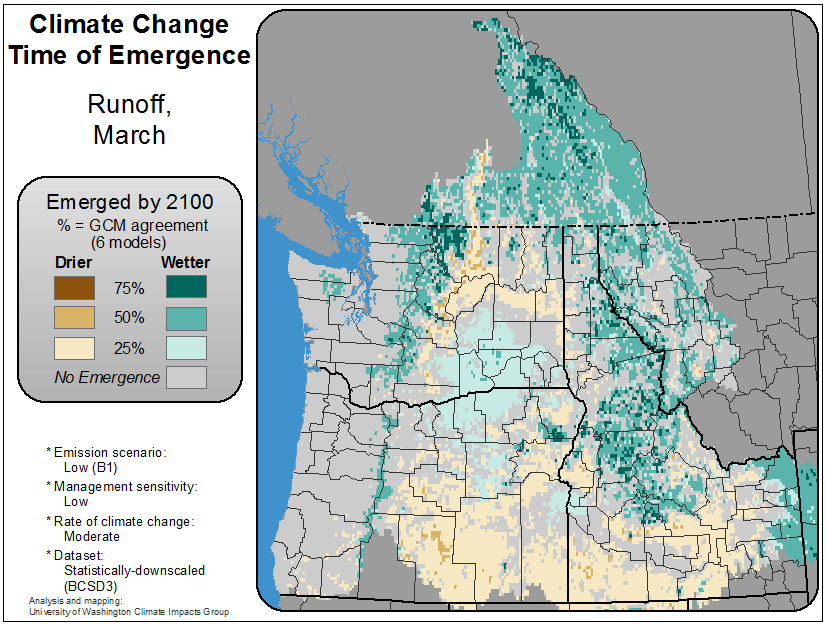 Climate Change
Time of Emergence
Runoff,
March
Emerged by 2100
% = GCM agreement
(6 models)
Drier Wetter
75%
50%
25%
No Emergence
* Emission scenario:
Low (B1)
* Management sensitivity:
Low
* Rate of climate change:
Moderate
* Dataset:
Statistically-downscaled
(BCSD3)
Analysis and mapping:
University of Washington Climate Impacts Group